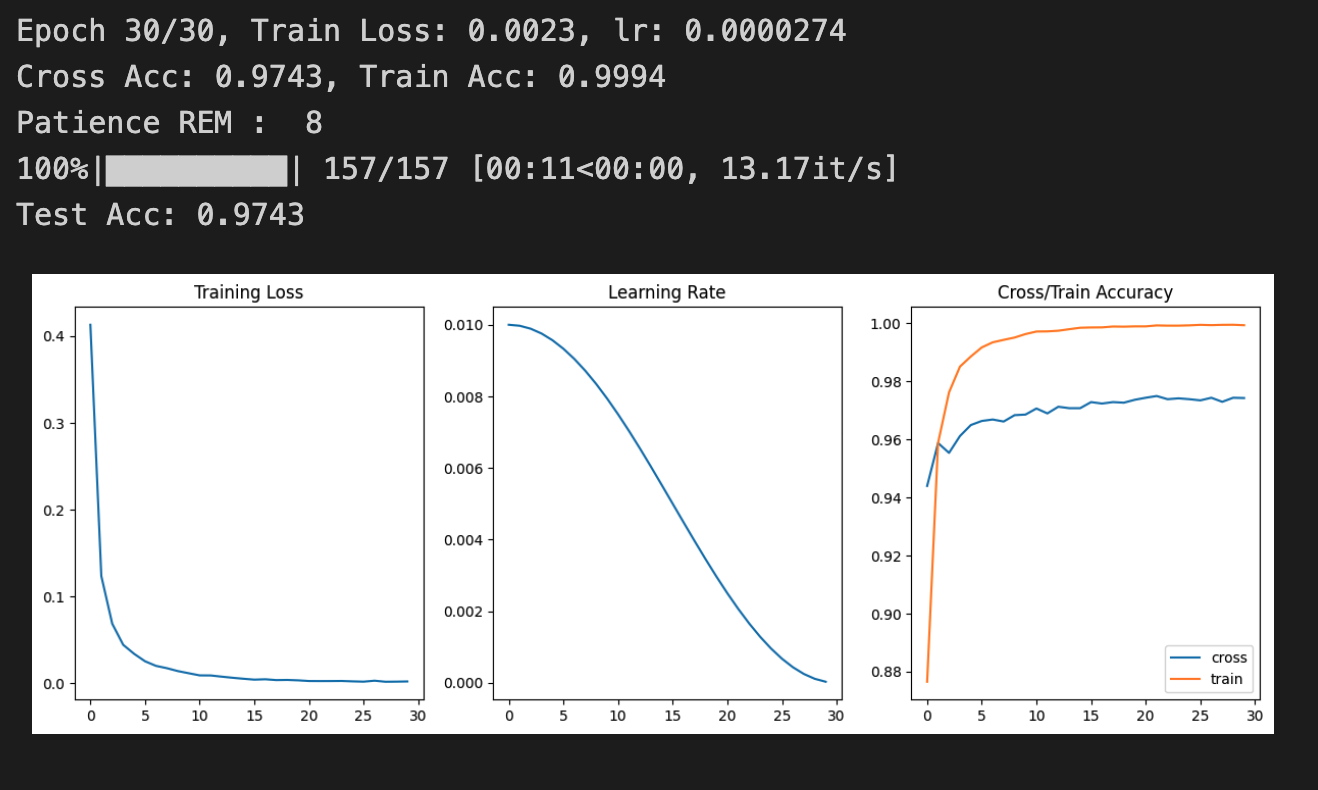 Epoch 30/30, Train Loss: 0.0023, lr: 0.0000274
Cross Acc: 0.9743, Train Acc: 0.9994
Patience REM :  8
100%|██████████| 157/157 [00:11<00:00, 13.17it/s]
Test Acc: 0.9743
Training Loss
0.4
0.3
0.2
0.1
0.0
0 5 10 15 20 25 30
Learning Rate
0.010
0.008
0.006
0.004
0.002
0.000
0 5 10 15 20 25 30
Cross/Train Accuracy
1.00
0.98
0.96
0.94
0.92
0.90
0.88
cross
train
0 5 10 15 20 25 30